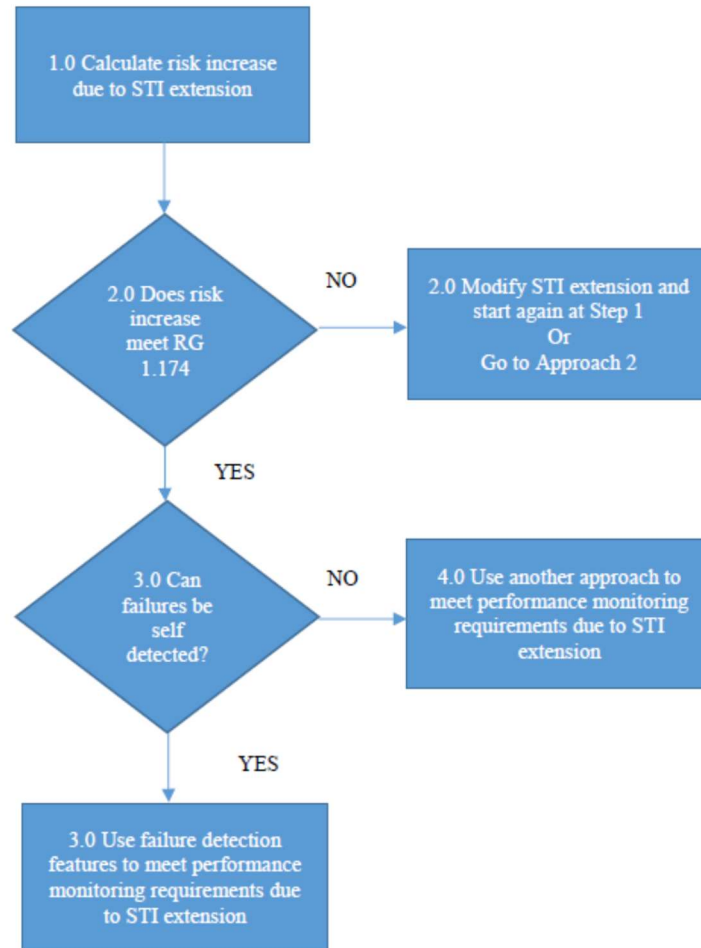 1.0 Calculate risk increase
due to STI extension
2.0 Does risk
increase
meet RG
1.174
NO
2.0 Modify STI extension and
start again at Step 1
Or
Go to Approach 2
YES
3.0 Can
failures be
self
detected?
NO
4.0 Use another approach to
meet performance monitoring
requirements due to STI
extension
YES
3.0 Use failure detection
features to meet performance
monitoring requirements due
to STI extension